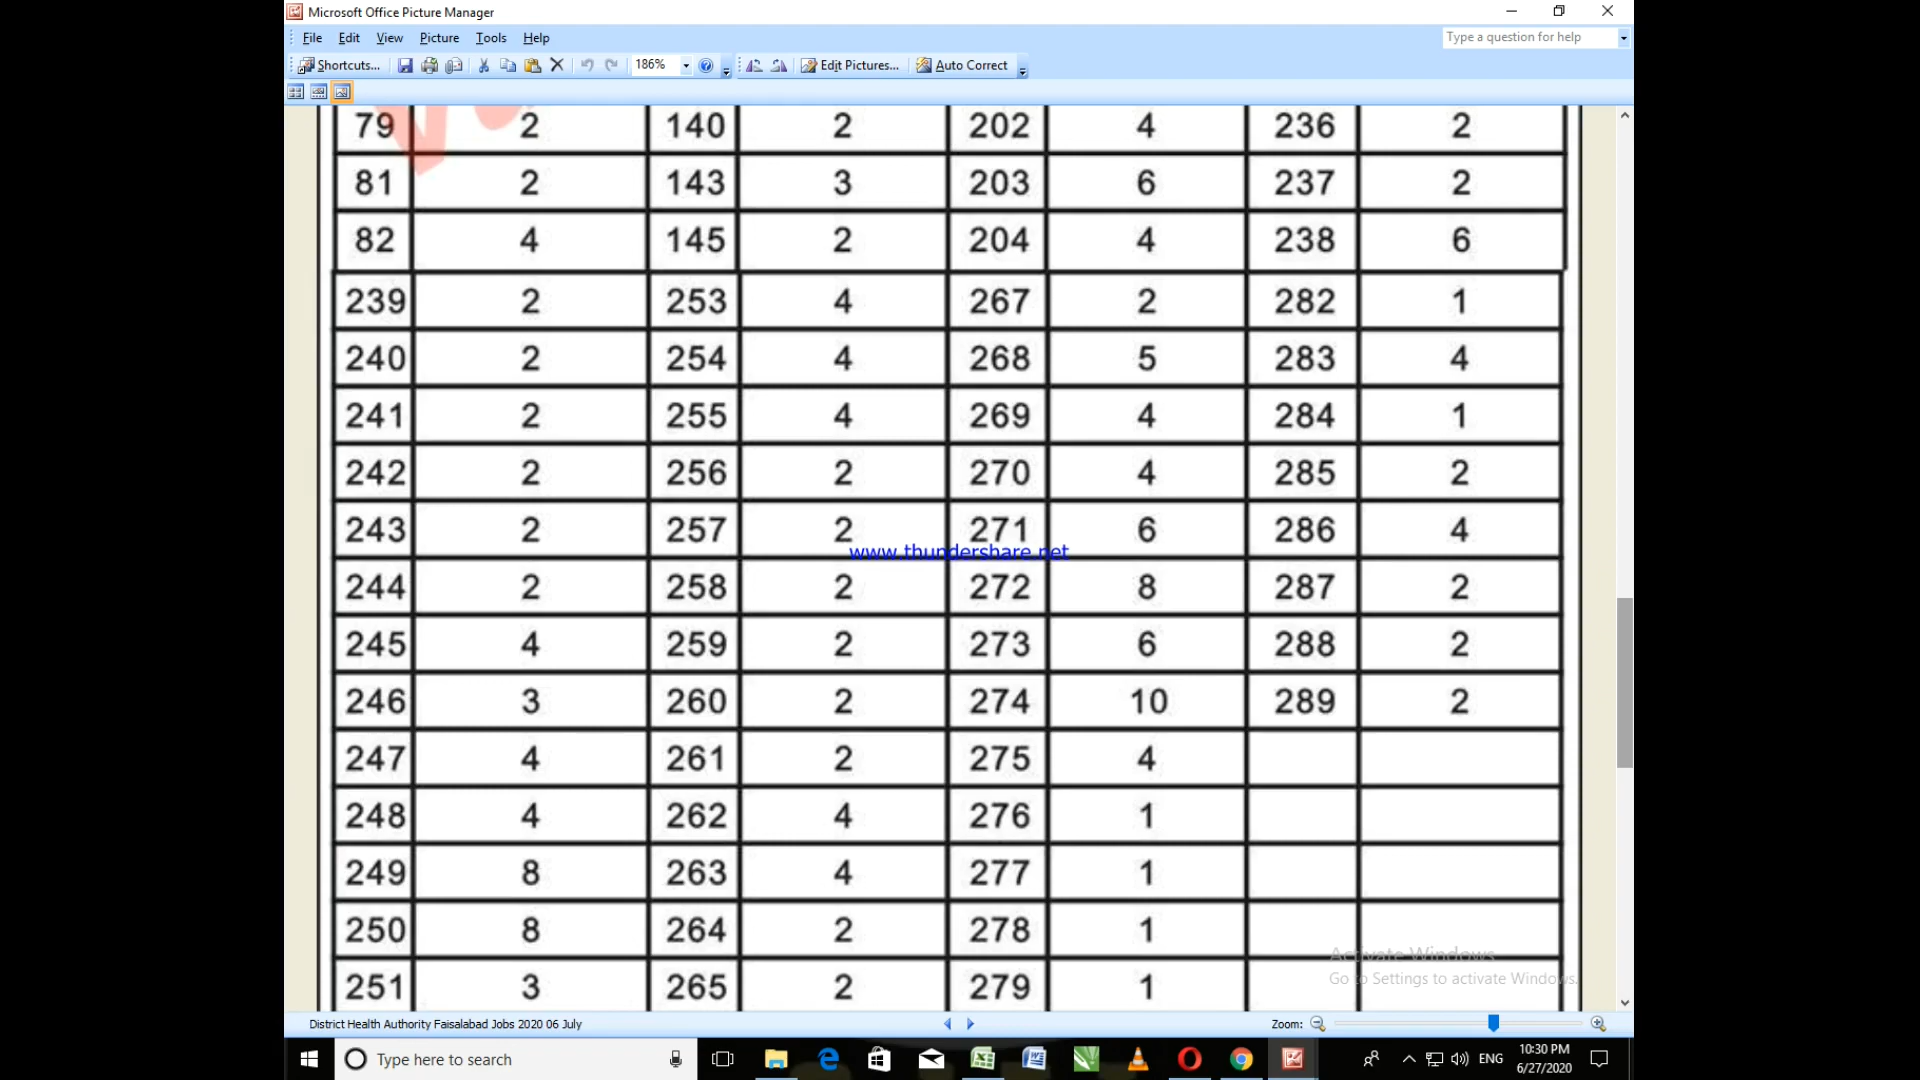 Microsoft Office Picture Manager
File Edit View Picture Tools Help
Type a question for help
Shortcuts... 186% Edit Pictures... Auto Correct
79 2 140 2 202 4 236 2
81 2 143 3 203 6 237 2
82 4 145 2 204 4 238 6
239 2 253 4 267 2 282 1
240 2 254 4 268 5 283 4
241 2 255 4 269 4 284 1
242 2 256 2 270 4 285 2
243 2 257 2 271 6 286 4
www.thundershare.net
244 2 258 2 272 8 287 2
245 4 259 2 273 6 288 2
246 3 260 2 274 10 289 2
247 4 261 2 275 4
248 4 262 4 276 1
249 8 263 4 277 1
250 8 264 2 278 1
Activate Windows
Go to Settings to activate Windows.
251 3 265 2 279 1
District Health Authority Faisalabad Jobs 2020 06 July
Zoom:
Type here to search
ENG
10:30 PM
6/27/2020